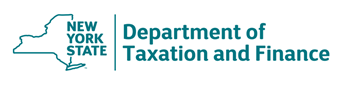 NEW
YORK
STATE
Department of
Taxation and Finance